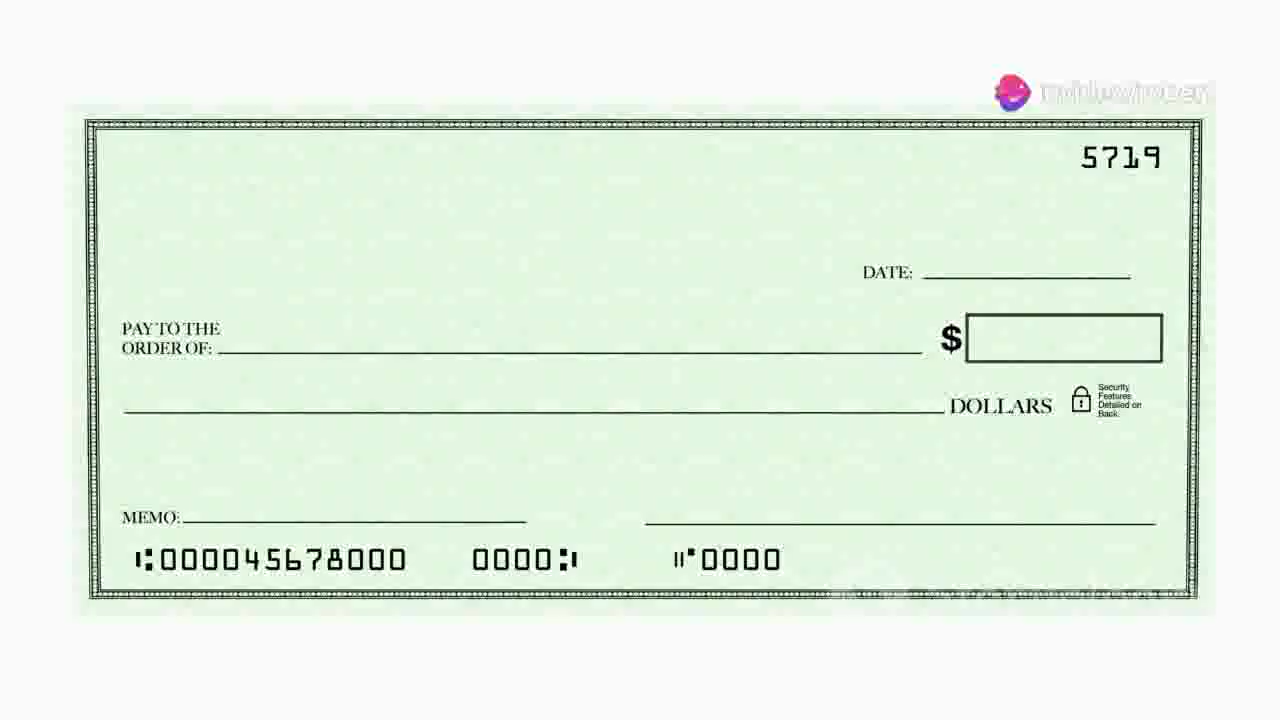 5719
DATE:
PAY TO THE
ORDER OF:
$
DOLLARS
Security
Features
Detailed on
Back.
MEMO:
⑆000045678000 0000⑆ ⑈0000